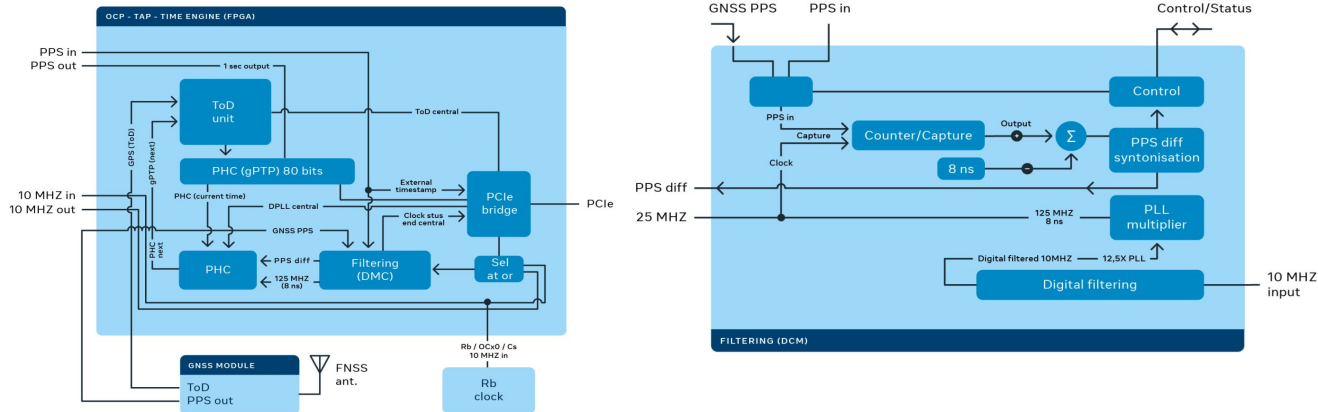 OCP - TAP - TIME ENGINE (FPGA)
PPS in
PPS out
1 sec output
ToD
unit
ToD central
GPS (ToD)
gPTP (next)
PHC (gPTP) 80 bits
10 MHZ in
10 MHZ out
PHC (current time)
External
timestamp
PCIe
bridge
PCIe
DPLL central
Clock stus
end central
GNSS PPS
PHC
next
PHC
PPS diff
125 MHZ
(8 ns)
Filtering
(DMC)
Sel
at or
Rb / OCx0 / Cs
10 MHZ in
GNSS MODULE
ToD
PPS out
FNSS
ant.
Rb
clock
GNSS PPS
PPS in
Control/Status
Control
PPS in
Capture
Counter/Capture
Output
+
Σ
PPS diff
syntonisation
Clock
8 ns
−
PPS diff
25 MHZ
125 MHZ
8 ns
PLL
multiplier
Digital filtered 10MHZ
12,5X PLL
Digital filtering
10 MHZ
input
FILTERING (DCM)